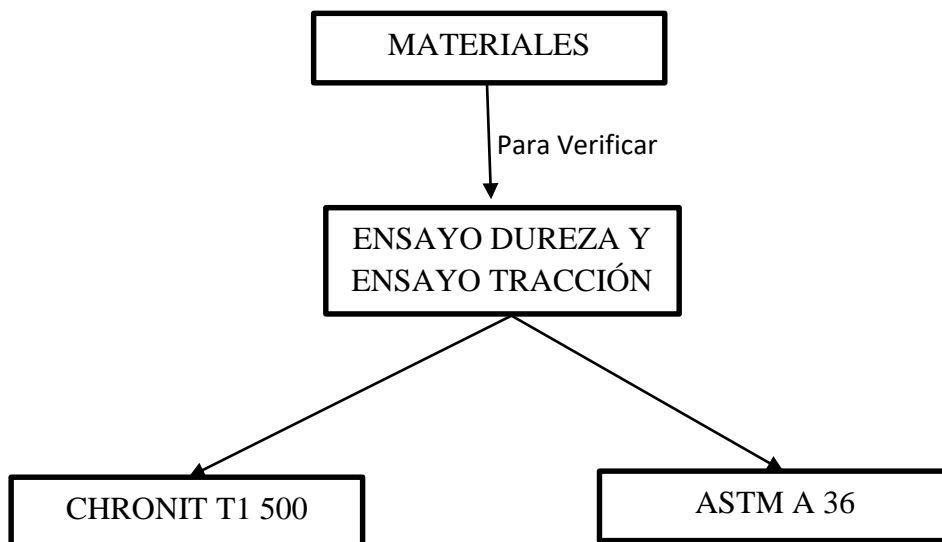 MATERIALES
Para Verificar
ENSAYO DUREZA Y
ENSAYO TRACCIÓN
CHRONIT T1 500
ASTM A 36